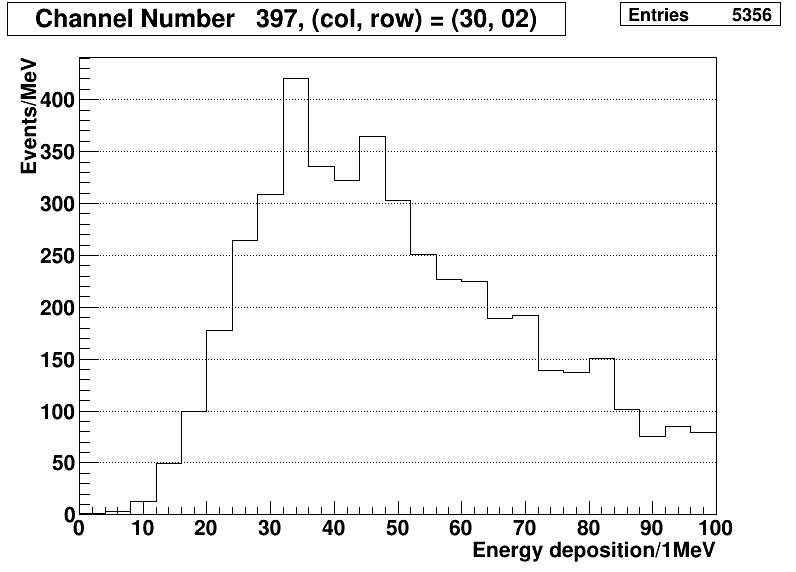 Channel Number 397, (col, row) = (30, 02)
Entries 5356
Events/MeV
400
350
300
250
200
150
100
50
0
0 10 20 30 40 50 60 70 80 90 100
Energy deposition/1MeV